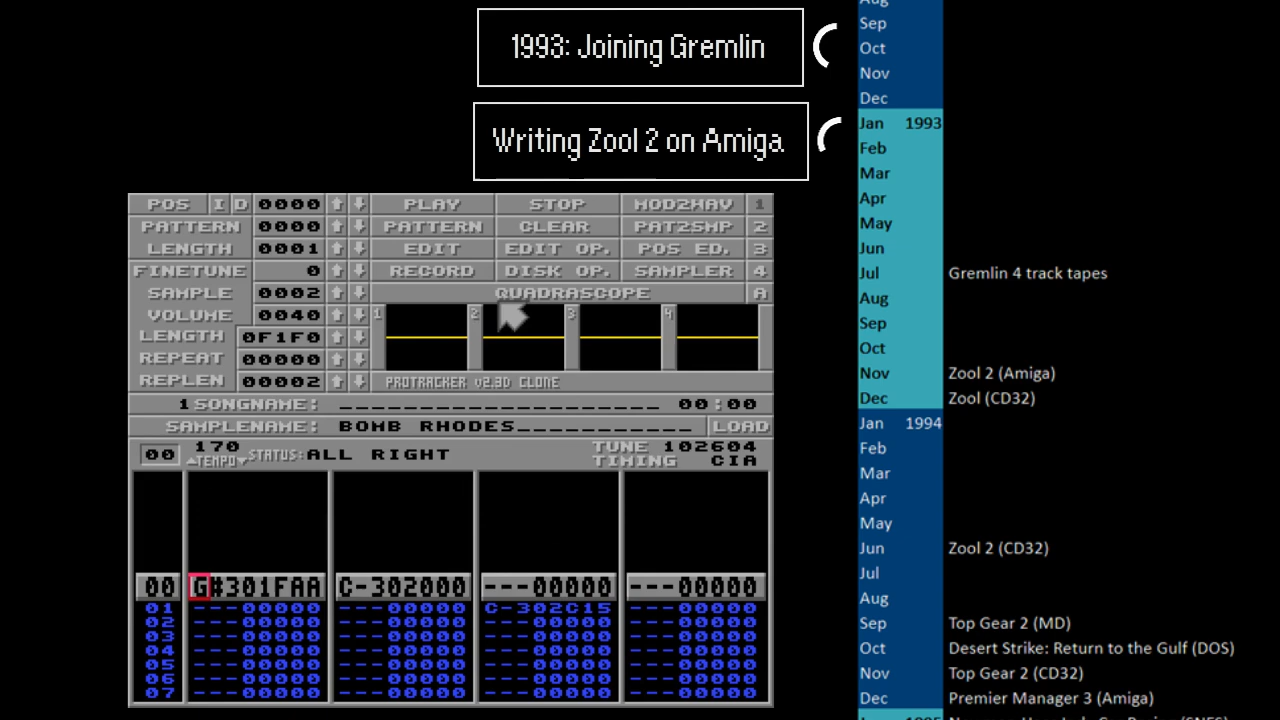 1993: Joining Gremlin
Writing Zool 2 on Amiga
POS I D 0000 PLAY STOP MOD2WAV 1
PATTERN 0000 PATTERN CLEAR PAT2SMP 2
LENGTH 0001 EDIT EDIT OP. POS ED. 3
FINETUNE 0 RECORD DISK OP. SAMPLER 4
SAMPLE 0002 QUADRASCOPE A
VOLUME 0040 1 2 3 4
LENGTH 0F1F0
REPEAT 00000
REPLEN 00002 PROTRACKER v2.3D CLONE
1 SONGNAME: ____________________ 00:00
SAMPLENAME: BOMB RHODES___________ LOAD
00 170 TEMPO STATUS: ALL RIGHT TUNE 102604
TIMING CIA
00 G#301FAA C-302000 ---00000 ---00000
01 ---00000 ---00000 C-302C15 ---00000
02 ---00000 ---00000 ---00000 ---00000
03 ---00000 ---00000 ---00000 ---00000
04 ---00000 ---00000 ---00000 ---00000
05 ---00000 ---00000 ---00000 ---00000
06 ---00000 ---00000 ---00000 ---00000
07 ---00000 ---00000 ---00000 ---00000
Aug
Sep
Oct
Nov
Dec
Jan 1993
Feb
Mar
Apr
May
Jun
Jul Gremlin 4 track tapes
Aug
Sep
Oct
Nov Zool 2 (Amiga)
Dec Zool (CD32)
Jan 1994
Feb
Mar
Apr
May
Jun Zool 2 (CD32)
Jul
Aug
Sep Top Gear 2 (MD)
Oct Desert Strike: Return to the Gulf (DOS)
Nov Top Gear 2 (CD32)
Dec Premier Manager 3 (Amiga)